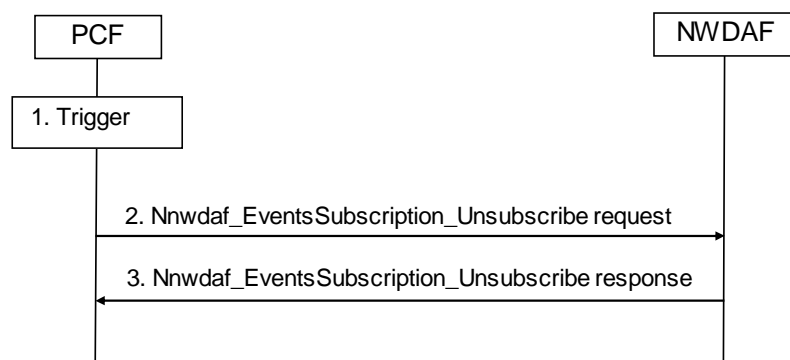 PCF
NWDAF
1. Trigger
2. Nnwdaf_EventsSubscription_Unsubscribe request
3. Nnwdaf_EventsSubscription_Unsubscribe response